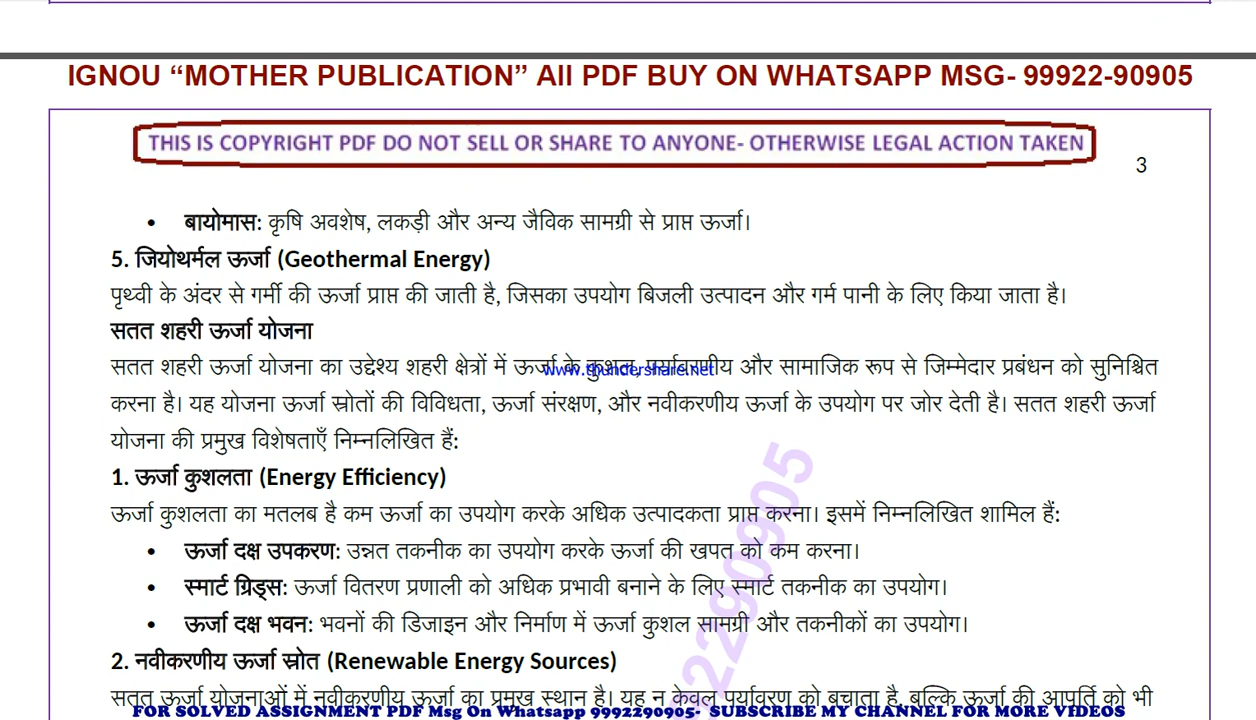 IGNOU “MOTHER PUBLICATION” All PDF BUY ON WHATSAPP MSG- 99922-90905
THIS IS COPYRIGHT PDF DO NOT SELL OR SHARE TO ANYONE- OTHERWISE LEGAL ACTION TAKEN
3
• बायोमास: कृषि अवशेष, लकड़ी और अन्य जैविक सामग्री से प्राप्त ऊर्जा।
5. जियोथर्मल ऊर्जा (Geothermal Energy)
पृथ्वी के अंदर से गर्मी की ऊर्जा प्राप्त की जाती है, जिसका उपयोग बिजली उत्पादन और गर्म पानी के लिए किया जाता है।
सतत शहरी ऊर्जा योजना
सतत शहरी ऊर्जा योजना का उद्देश्य शहरी क्षेत्रों में ऊर्जा के कुशल, पर्यावरणीय और सामाजिक रूप से जिम्मेदार प्रबंधन को सुनिश्चित
www.thundershare.net
करना है। यह योजना ऊर्जा स्रोतों की विविधता, ऊर्जा संरक्षण, और नवीकरणीय ऊर्जा के उपयोग पर जोर देती है। सतत शहरी ऊर्जा
योजना की प्रमुख विशेषताएँ निम्नलिखित हैं:
1. ऊर्जा कुशलता (Energy Efficiency)
ऊर्जा कुशलता का मतलब है कम ऊर्जा का उपयोग करके अधिक उत्पादकता प्राप्त करना। इसमें निम्नलिखित शामिल हैं:
• ऊर्जा दक्ष उपकरण: उन्नत तकनीक का उपयोग करके ऊर्जा की खपत को कम करना।
• स्मार्ट ग्रिड्स: ऊर्जा वितरण प्रणाली को अधिक प्रभावी बनाने के लिए स्मार्ट तकनीक का उपयोग।
• ऊर्जा दक्ष भवन: भवनों की डिजाइन और निर्माण में ऊर्जा कुशल सामग्री और तकनीकों का उपयोग।
2. नवीकरणीय ऊर्जा स्रोत (Renewable Energy Sources)
सतत ऊर्जा योजनाओं में नवीकरणीय ऊर्जा का प्रमुख स्थान है। यह न केवल पर्यावरण को बचाता है, बल्कि ऊर्जा की आपूर्ति को भी
FOR SOLVED ASSIGNMENT PDF Msg On Whatsapp 9992290905- SUBSCRIBE MY CHANNEL FOR MORE VIDEOS
2290905